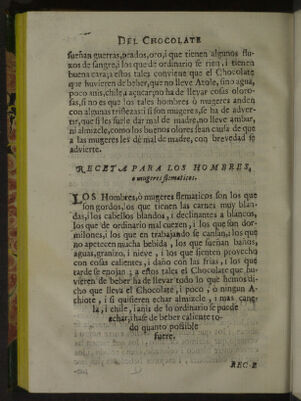 DEL CHOCOLATE
sueñan guerras, prados, oro, i que tienen algunos flu-
xos de sangre, i los que de ordinario se rien, i tienen
buena cara; a estos tales conviene que el Chocolate
que huvieren de beber, que no lleve Atole, sino agua,
poco anis, chile, açucar; no ha de llevar cosas oloro-
sas, si no es que los tales hombres ò mugeres anden
con algunas tristezas: i si son mugeres, se ha de adver-
tir, que si les suele dar mal de madre, no lleve ambar,
ni almizcle, como los buenos olores sean causa de que
a las mugeres les dè mal de madre, con brevedad se
advierte.
RECETA PARA LOS HOMBRES,
o mugeres flematicos.
LOS Hombres, ò mugeres flematicos son los que
son gordos, los que tienen las carnes muy blan-
das, i los cabellos blandos, i declinantes a blancos,
los que de ordinario mal cuezen, i los que son dor-
milones, i los que en trabajando se cansan, los que
no apetecen mucha bebida, los que sueñan baños,
aguas, granizo, i nieve, i los que sienten provecho
con cosas calientes, i daño con las frias, i los que
tarde se enojan; a estos tales el Chocolate que hu-
vieren de beber ha de llevar todo lo que hemos di-
cho que lleva el Chocolate, i poco, ò ningun A-
chiote, i si quisieren echar almizcle, i mas cane-
la, i chile, i anis de lo ordinario se puede
echar, i hase de beber caliente to-
do quanto possible
fuere.
REC-E